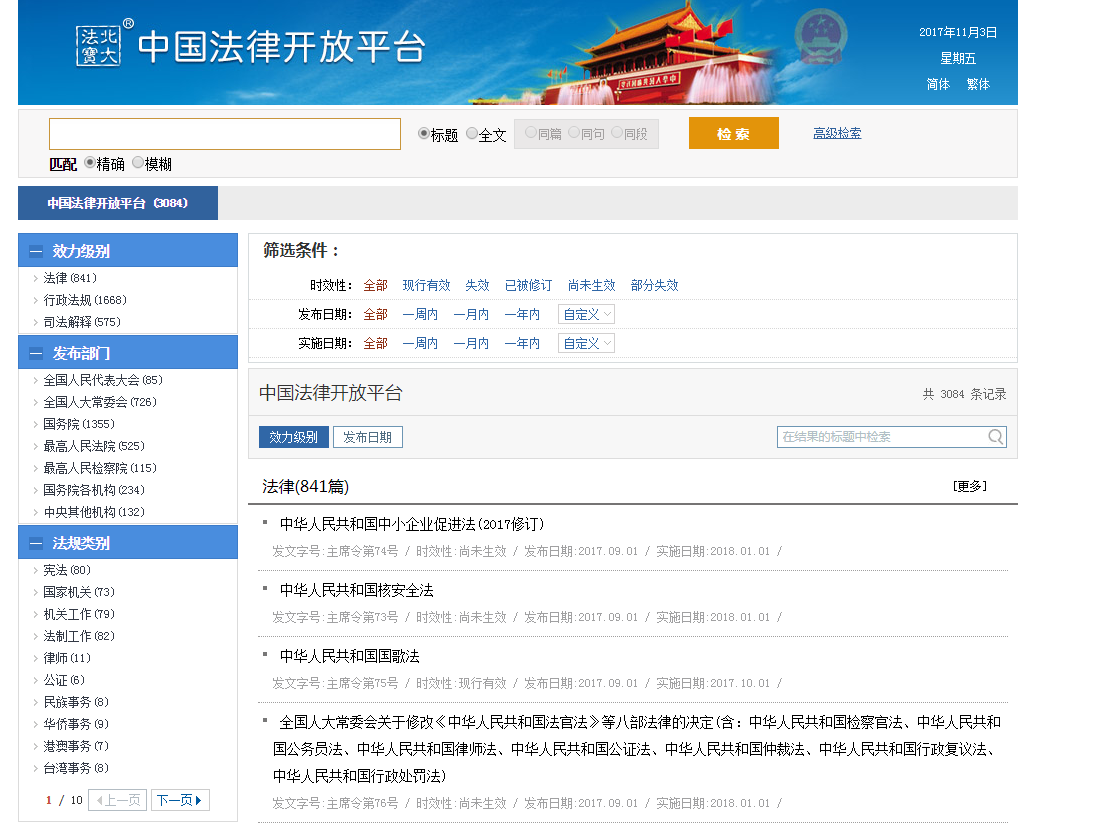 北大法寶®
中国法律开放平台
2017年11月3日
星期五
简体 繁体
标题 全文 同篇 同句 同段 检 索 高级检索
匹配 精确 模糊
中国法律开放平台 (3084)
效力级别
法律(841)
行政法规(1668)
司法解释(575)
发布部门
全国人民代表大会(85)
全国人大常委会(726)
国务院(1355)
最高人民法院(525)
最高人民检察院(115)
国务院各机构(234)
中央其他机构(132)
法规类别
宪法(80)
国家机关(73)
机关工作(79)
法制工作(82)
律师(11)
公证(6)
民族事务(8)
华侨事务(9)
港澳事务(7)
台湾事务(8)
1 / 10 上一页 下一页
筛选条件：
时效性： 全部 现行有效 失效 已被修订 尚未生效 部分失效
发布日期： 全部 一周内 一月内 一年内 自定义
实施日期： 全部 一周内 一月内 一年内 自定义
中国法律开放平台 共 3084 条记录
效力级别 发布日期 在结果的标题中检索
法律(841篇) [更多]
中华人民共和国中小企业促进法(2017修订)
发文字号:主席令第74号 / 时效性:尚未生效 / 发布日期:2017.09.01 / 实施日期:2018.01.01 /
中华人民共和国核安全法
发文字号:主席令第73号 / 时效性:尚未生效 / 发布日期:2017.09.01 / 实施日期:2018.01.01 /
中华人民共和国国歌法
发文字号:主席令第75号 / 时效性:现行有效 / 发布日期:2017.09.01 / 实施日期:2017.10.01 /
全国人大常委会关于修改《中华人民共和国法官法》等八部法律的决定(含：中华人民共和国检察官法、中华人民共和
国公务员法、中华人民共和国律师法、中华人民共和国公证法、中华人民共和国仲裁法、中华人民共和国行政复议法、
中华人民共和国行政处罚法)
发文字号:主席令第76号 / 时效性:尚未生效 / 发布日期:2017.09.01 / 实施日期:2018.01.01 /